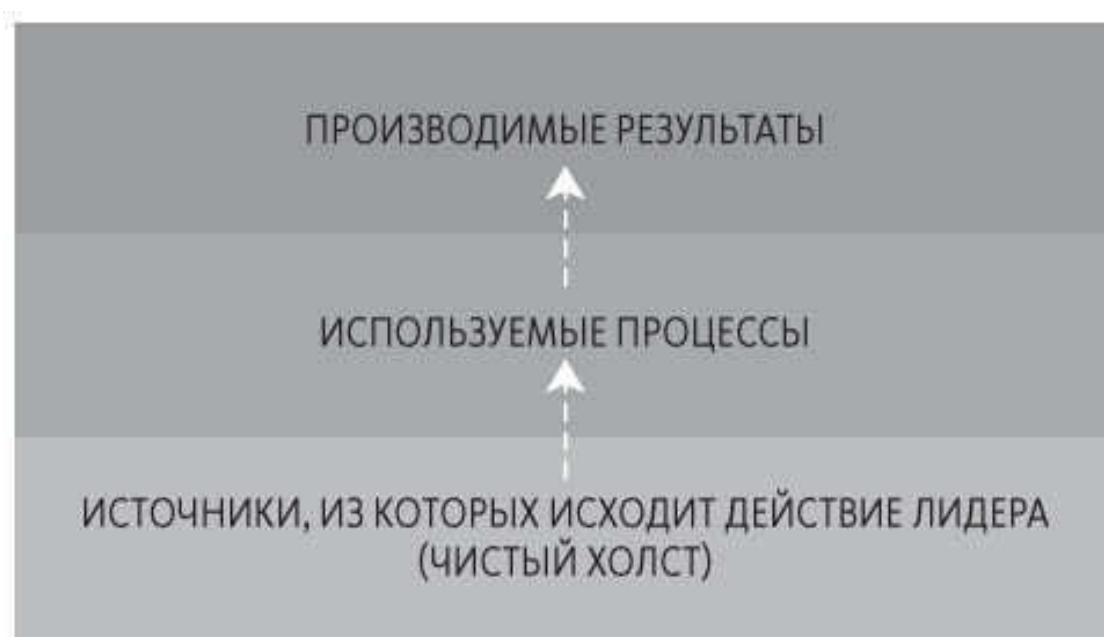 ПРОИЗВОДИМЫЕ РЕЗУЛЬТАТЫ
ИСПОЛЬЗУЕМЫЕ ПРОЦЕССЫ
ИСТОЧНИКИ, ИЗ КОТОРЫХ ИСХОДИТ ДЕЙСТВИЕ ЛИДЕРА
(ЧИСТЫЙ ХОЛСТ)